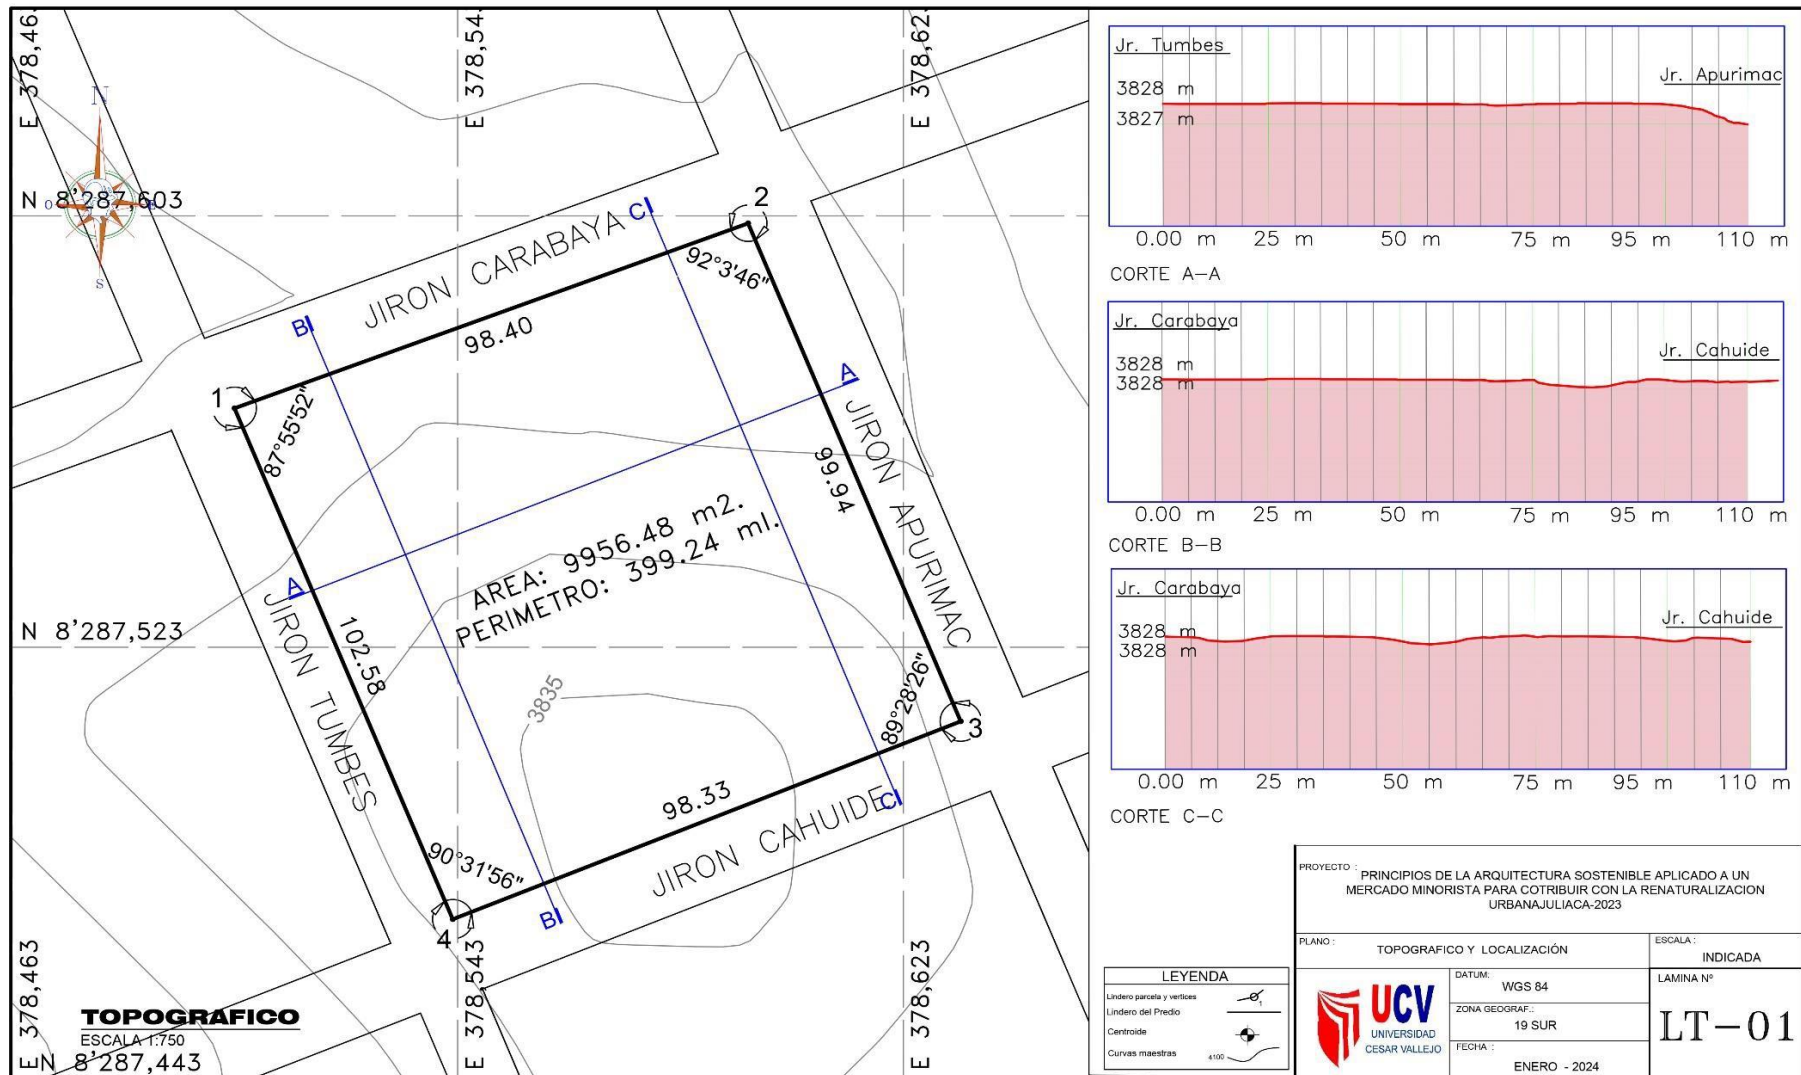 E 378,46
E 378,54
E 378,62
N
O
S
N 8'287,603
JIRON CARABAYA
C
2
92°3'46"
B
98.40
A
1
87°55'52"
JIRON APURIMAC
99.94
AREA: 9956.48 m2.
PERIMETRO: 399.24 ml.
A
N 8'287,523
JIRON TUMBES
102.58
3835
89°28'26"
3
98.33
C
JIRON CAHUIDE
90°31'56"
B
4
E 378,463
E 378,543
E 378,623
TOPOGRAFICO
ESCALA 1:750
N 8'287,443
Jr. Tumbes
Jr. Apurimac
3828 m
3827 m
0.00 m 25 m 50 m 75 m 95 m 110 m
CORTE A-A
Jr. Carabaya
Jr. Cahuide
3828 m
3828 m
0.00 m 25 m 50 m 75 m 95 m 110 m
CORTE B-B
Jr. Carabaya
Jr. Cahuide
3828 m
3828 m
0.00 m 25 m 50 m 75 m 95 m 110 m
CORTE C-C
LEYENDA
Lindero parcela y vertices
1
Lindero del Predio
Centroide
Curvas maestras
4100
PROYECTO :
PRINCIPIOS DE LA ARQUITECTURA SOSTENIBLE APLICADO A UN
MERCADO MINORISTA PARA COTRIBUIR CON LA RENATURALIZACION
URBANAJULIACA-2023
PLANO :
TOPOGRAFICO Y LOCALIZACIÓN
ESCALA :
INDICADA
UCV
UNIVERSIDAD
CESAR VALLEJO
DATUM:
WGS 84
ZONA GEOGRAF.:
19 SUR
FECHA :
ENERO - 2024
LAMINA Nº
LT-01